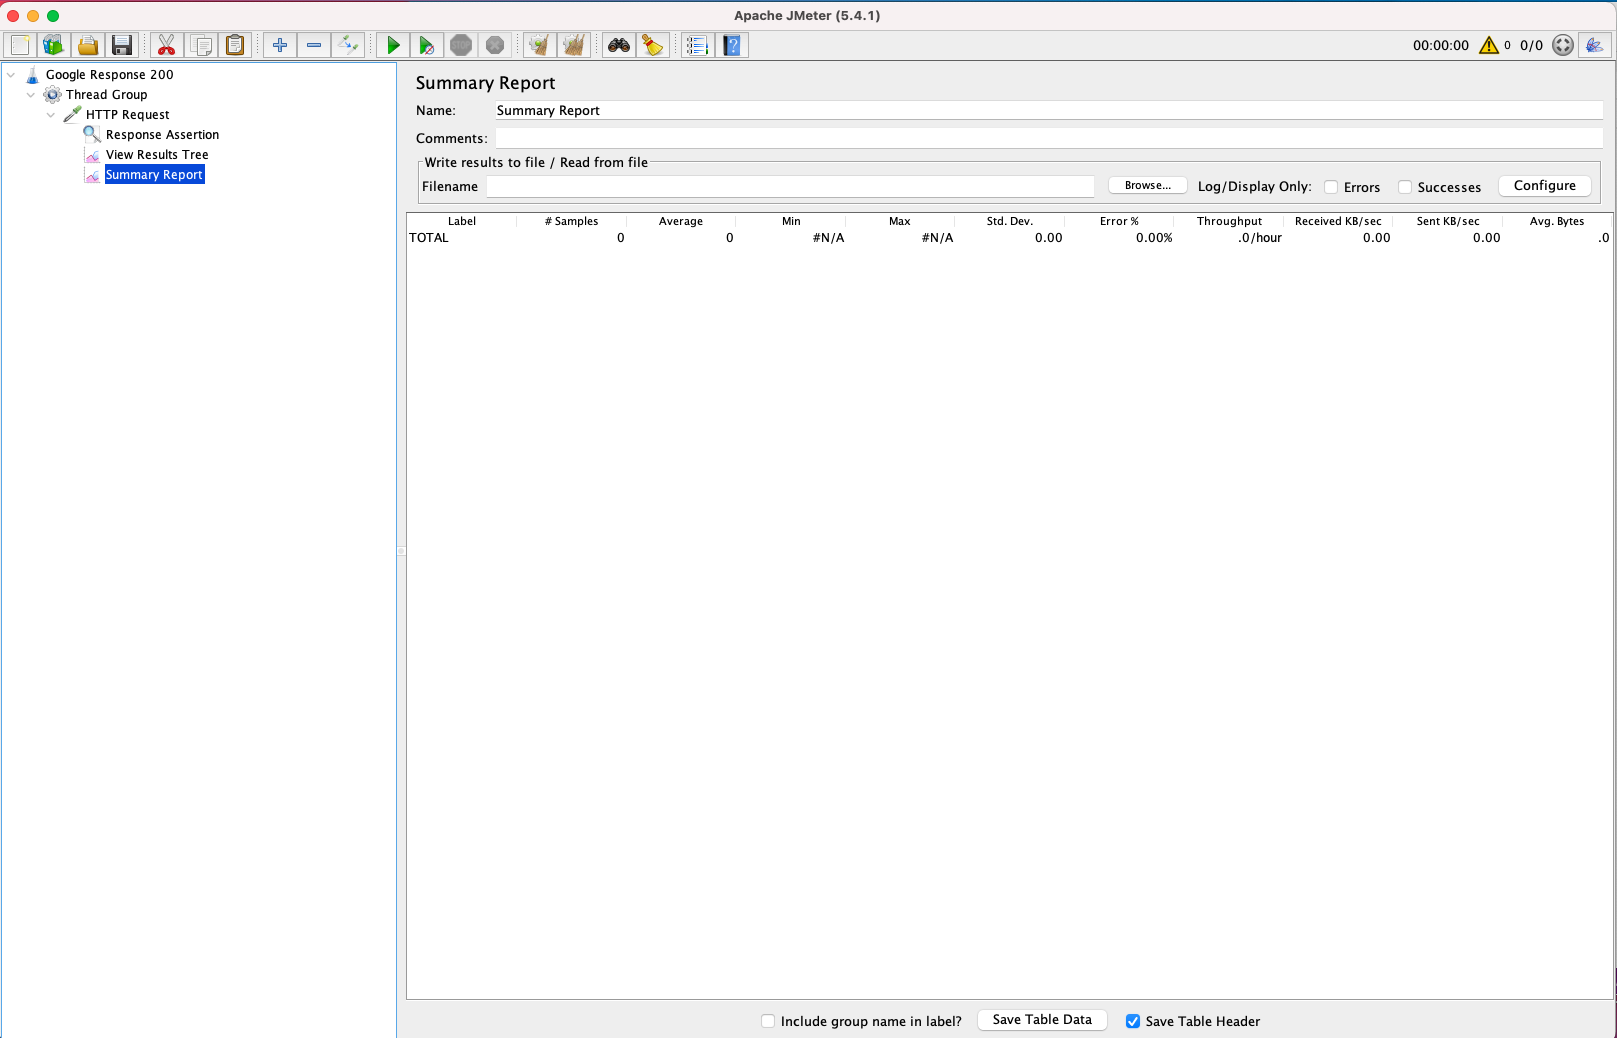 Apache JMeter (5.4.1)
STOP
00:00:00 0 0/0
Google Response 200
Thread Group
HTTP Request
Response Assertion
View Results Tree
Summary Report
Summary Report
Name: Summary Report
Comments:
Write results to file / Read from file
Filename Browse... Log/Display Only: Errors Successes Configure
Label # Samples Average Min Max Std. Dev. Error % Throughput Received KB/sec Sent KB/sec Avg. Bytes
TOTAL 0 0 #N/A #N/A 0.00 0.00% .0/hour 0.00 0.00 .0
Include group name in label? Save Table Data Save Table Header